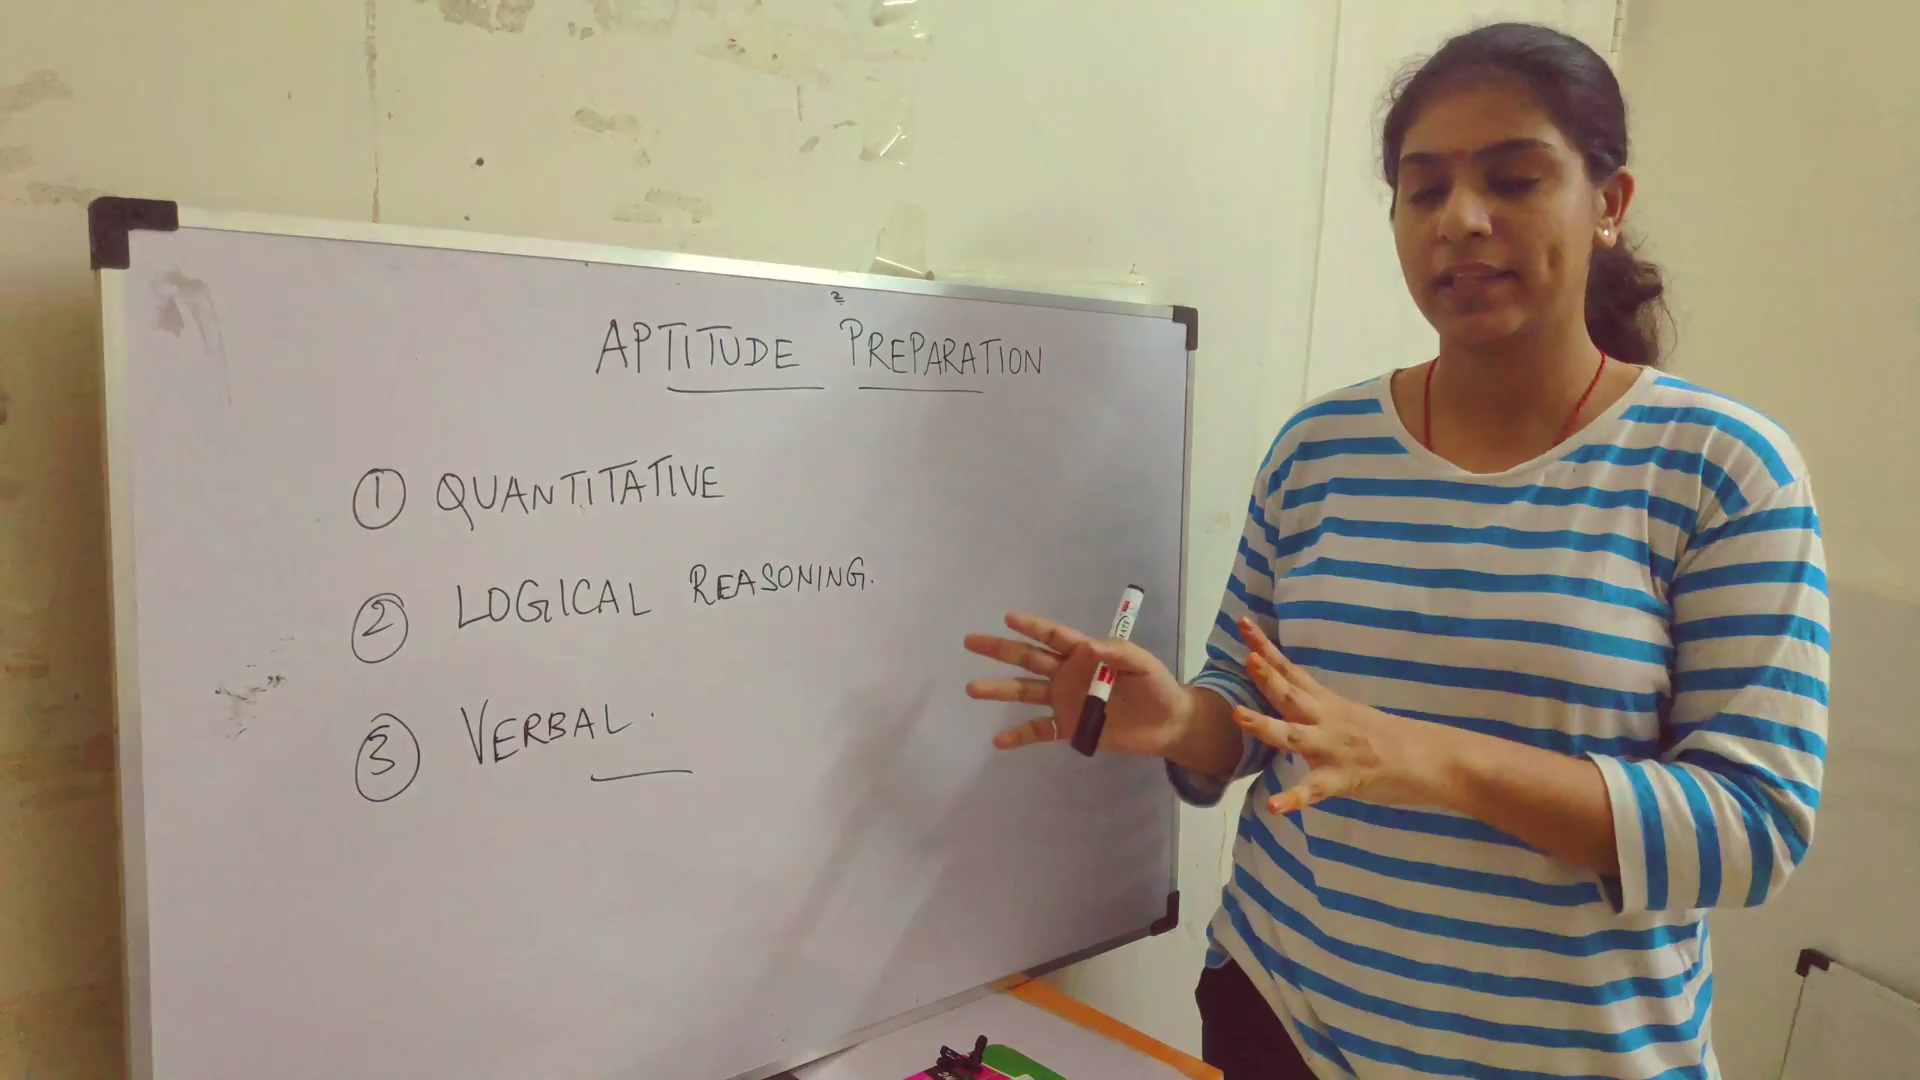 APTITUDE PREPARATION
① QUANTITATIVE
② LOGICAL REASONING.
③ VERBAL.